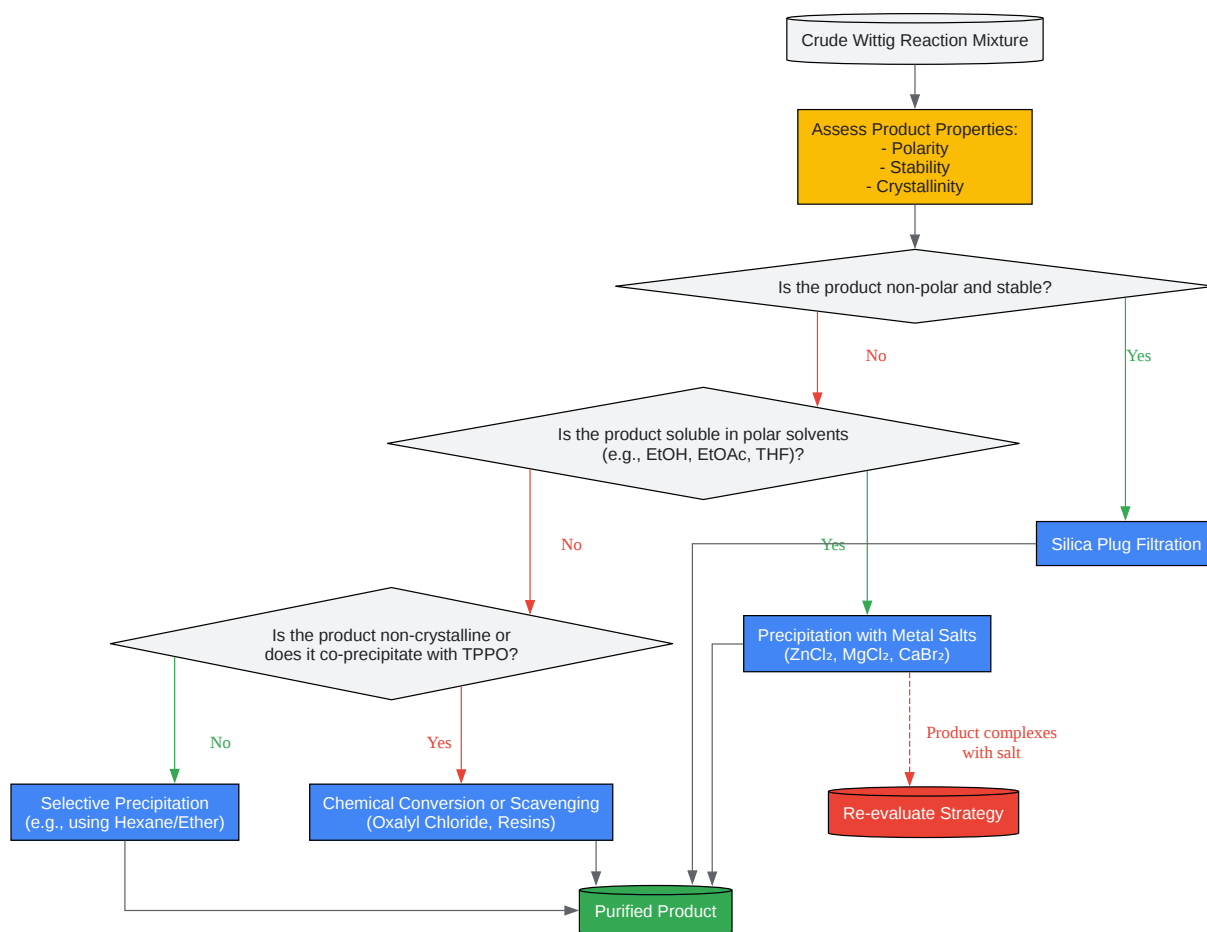 Crude Wittig Reaction Mixture
Assess Product Properties:
- Polarity
- Stability
- Crystallinity
Is the product non-polar and stable?
No
Yes
Is the product soluble in polar solvents
(e.g., EtOH, EtOAc, THF)?
No
Yes
Silica Plug Filtration
Is the product non-crystalline or
does it co-precipitate with TPPO?
Precipitation with Metal Salts
(ZnCl₂, MgCl₂, CaBr₂)
No
Yes
Product complexes
with salt
Selective Precipitation
(e.g., using Hexane/Ether)
Chemical Conversion or Scavenging
(Oxalyl Chloride, Resins)
Re-evaluate Strategy
Purified Product